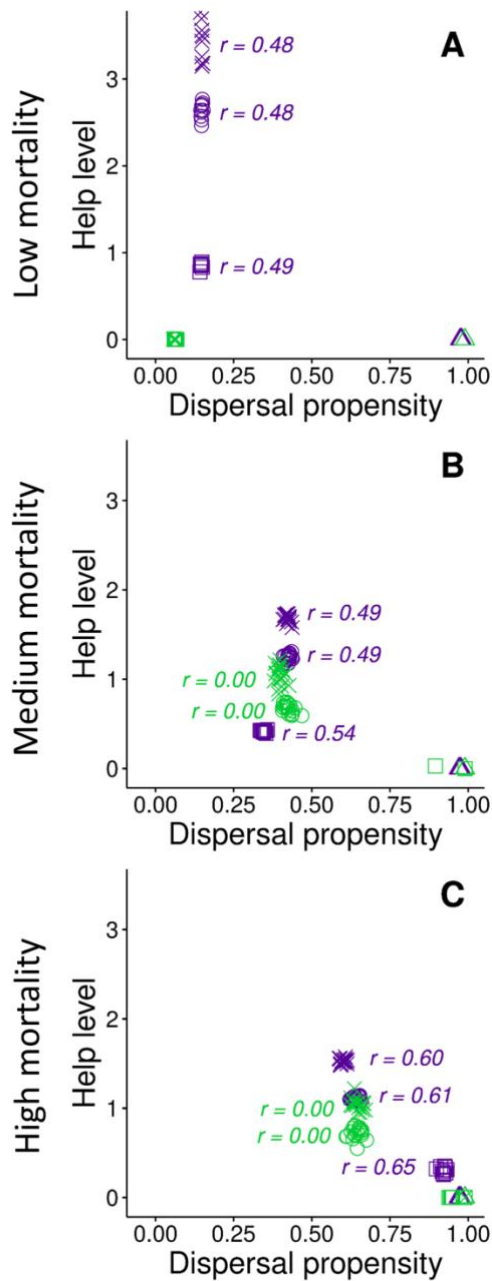 A
Low mortality
Help level
3
2
1
0
r = 0.48
r = 0.48
r = 0.49
0.00 0.25 0.50 0.75 1.00
Dispersal propensity
B
Medium mortality
Help level
3
2
1
0
r = 0.49
r = 0.49
r = 0.00
r = 0.00
r = 0.54
0.00 0.25 0.50 0.75 1.00
Dispersal propensity
C
High mortality
Help level
3
2
1
0
r = 0.60
r = 0.61
r = 0.00
r = 0.00
r = 0.65
0.00 0.25 0.50 0.75 1.00
Dispersal propensity